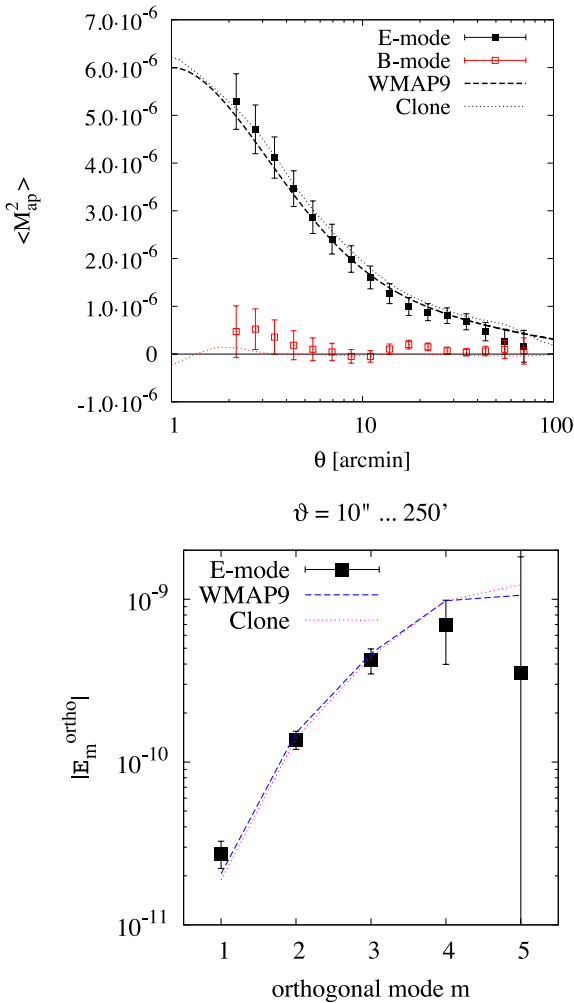 7.0·10⁻⁶
6.0·10⁻⁶
5.0·10⁻⁶
4.0·10⁻⁶
3.0·10⁻⁶
2.0·10⁻⁶
1.0·10⁻⁶
0
-1.0·10⁻⁶
<M²ap>
E-mode
B-mode
WMAP9
Clone
1 10 100
θ [arcmin]
ϑ = 10" ... 250'
E-mode
WMAP9
Clone
10⁻⁹
10⁻¹⁰
10⁻¹¹
|Eₘ^ortho|
1 2 3 4 5
orthogonal mode m